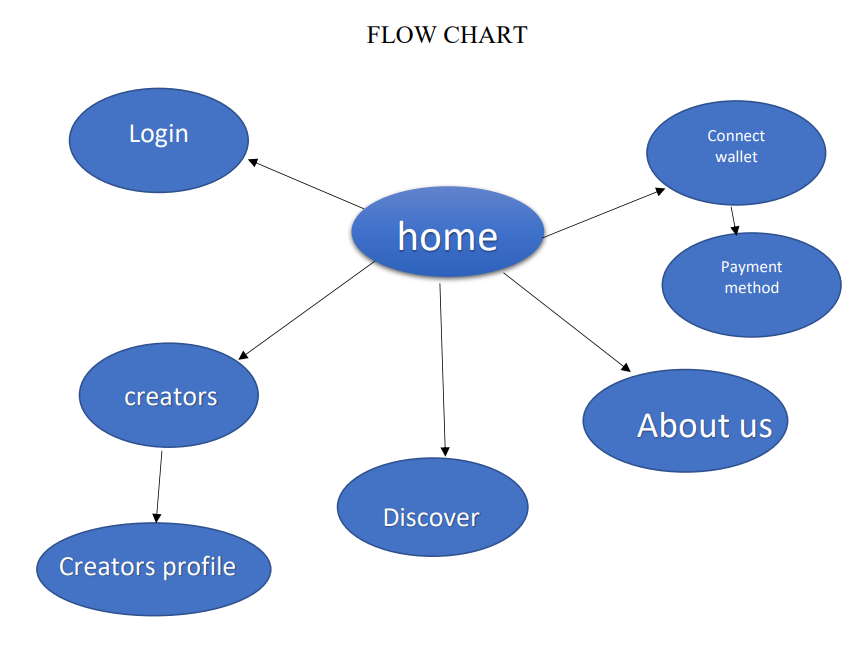 FLOW CHART
Login
Connect
wallet
home
Payment
method
creators
About us
Discover
Creators profile